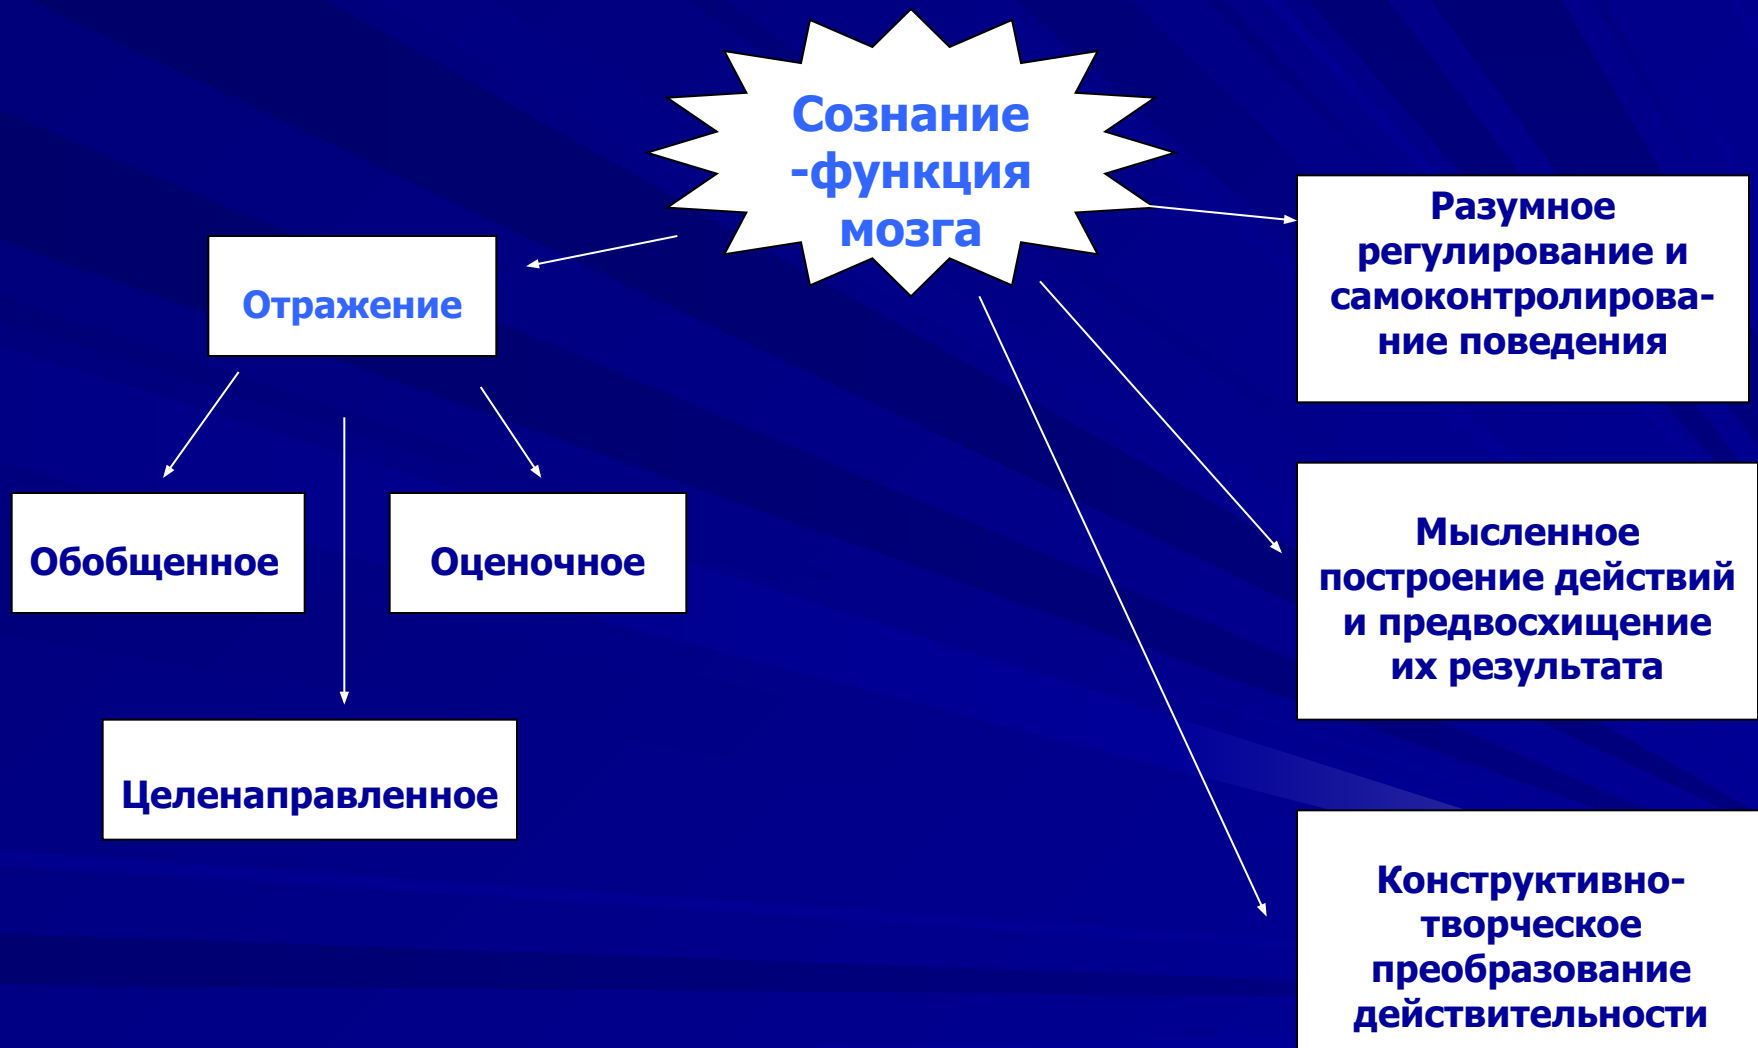 Сознание
-функция
мозга
Отражение
Обобщенное
Оценочное
Целенаправленное
Разумное
регулирование и
самоконтролирова-
ние поведения
Мысленное
построение действий
и предвосхищение
их результата
Конструктивно-
творческое
преобразование
действительности